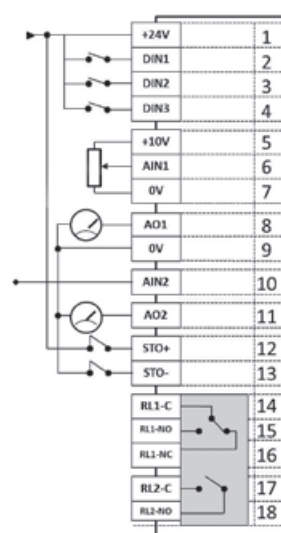 +24V 1
DIN1 2
DIN2 3
DIN3 4
+10V 5
AIN1 6
0V 7
AO1 8
0V 9
AIN2 10
AO2 11
STO+ 12
STO- 13
RL1-C 14
RL1-NO 15
RL1-NC 16
RL2-C 17
RL2-NO 18